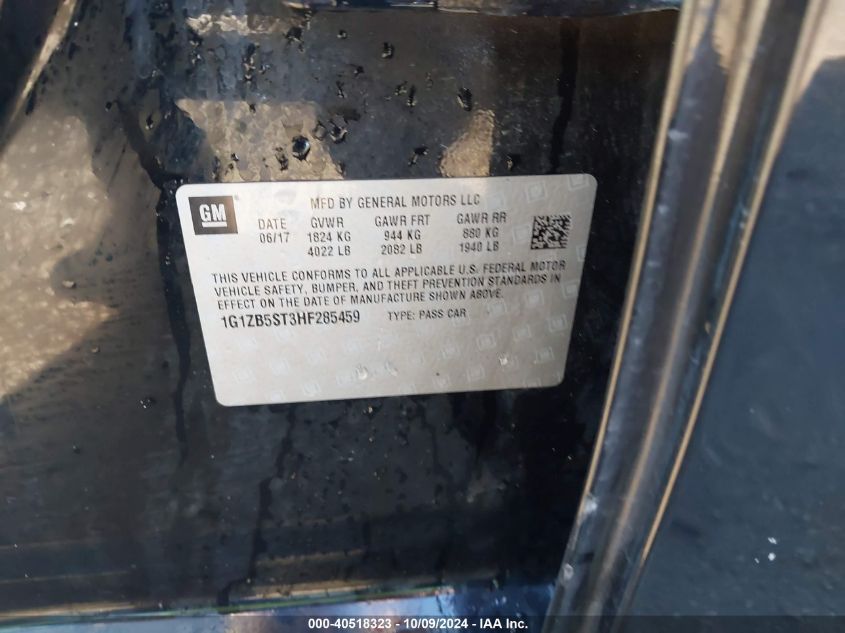 GM
MFD BY GENERAL MOTORS LLC
DATE GVWR GAWR FRT GAWR RR
06/17 1824 KG 944 KG 880 KG
4022 LB 2082 LB 1940 LB
THIS VEHICLE CONFORMS TO ALL APPLICABLE U.S. FEDERAL MOTOR
VEHICLE SAFETY, BUMPER, AND THEFT PREVENTION STANDARDS IN
EFFECT ON THE DATE OF MANUFACTURE SHOWN ABOVE.
1G1ZB5ST3HF285459 TYPE: PASS CAR
000-40518323 - 10/09/2024 - IAA Inc.